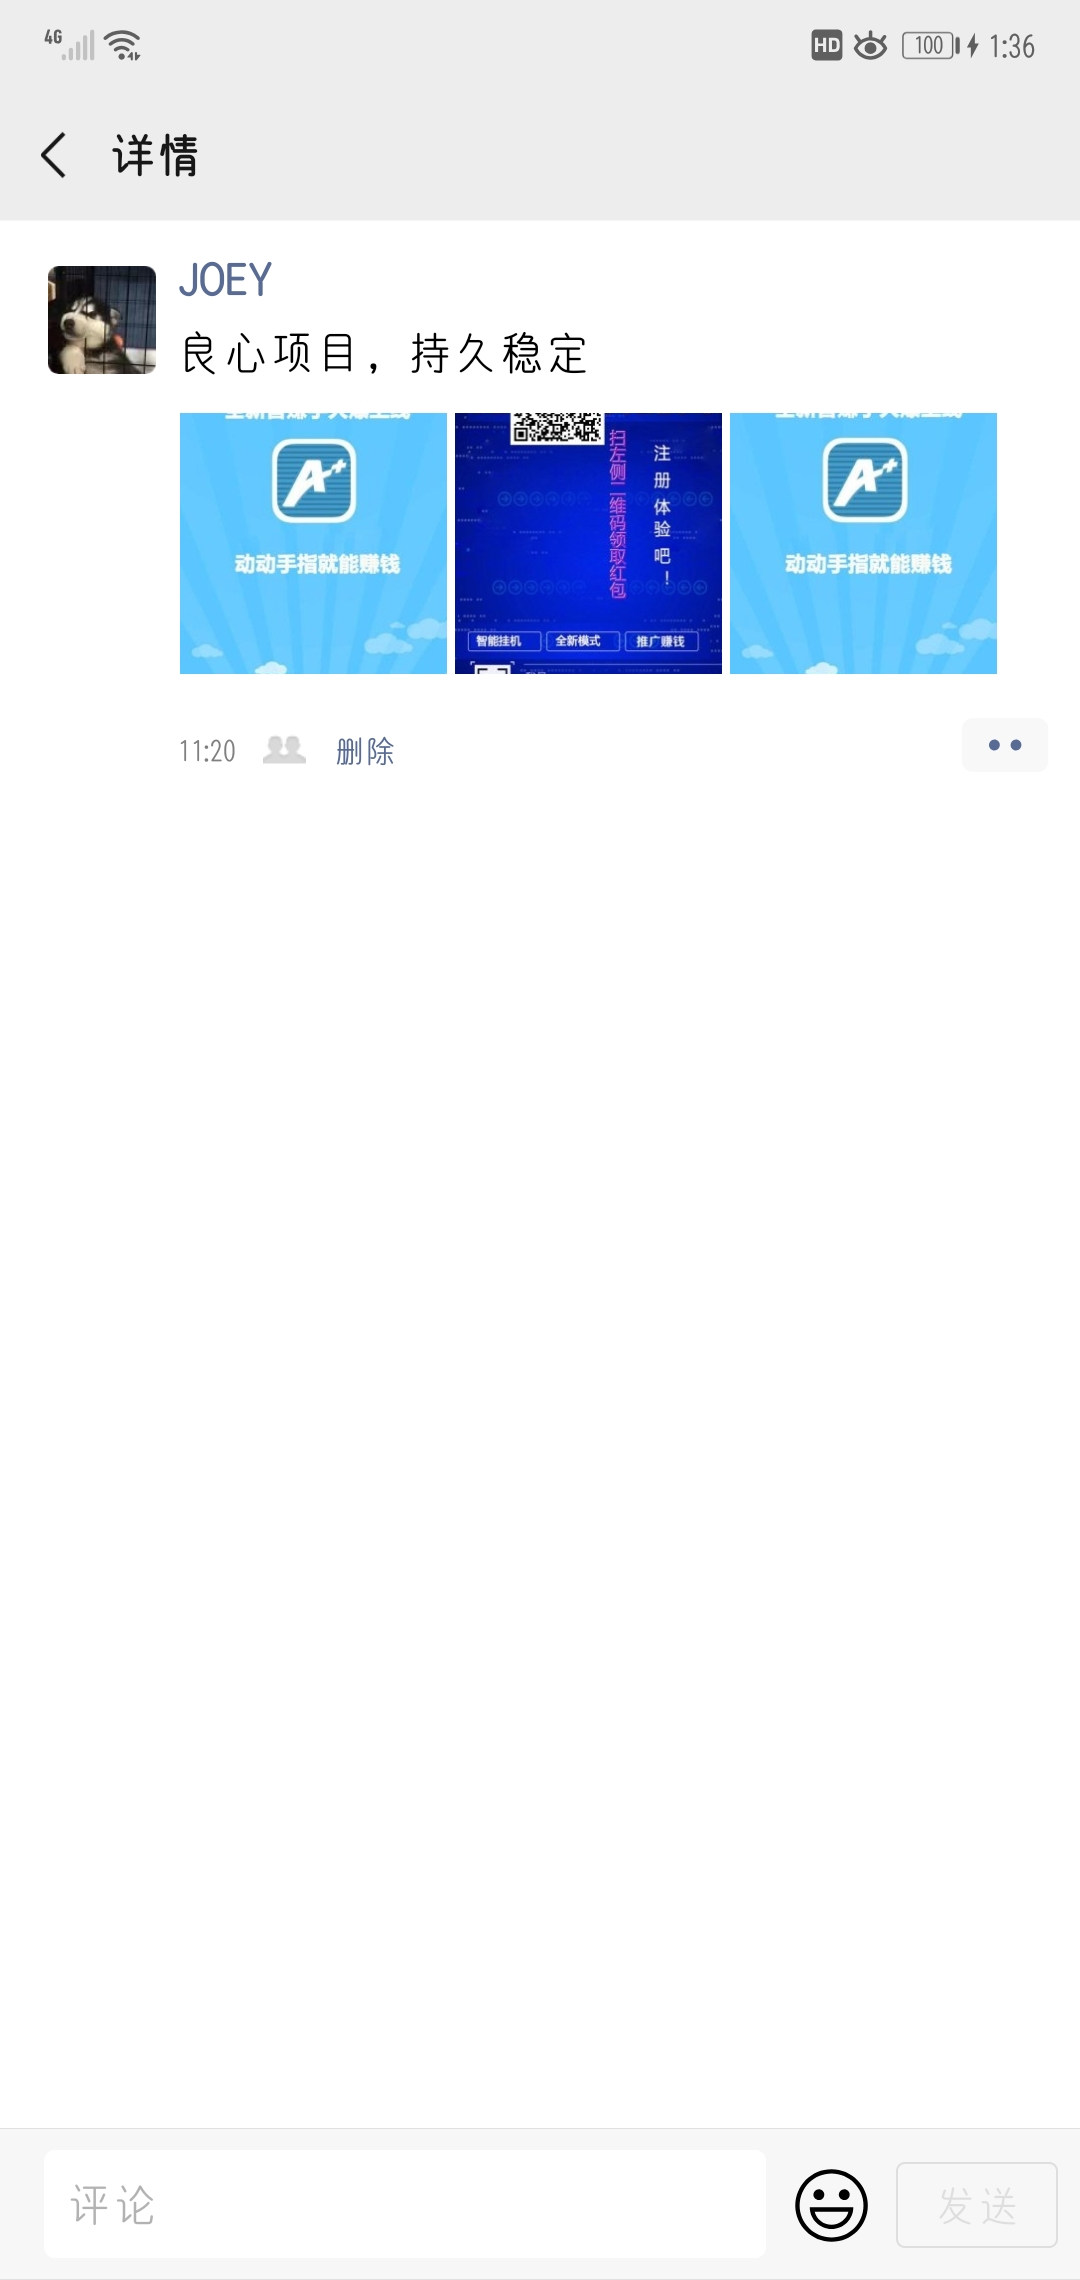 4G
HD
100
1:36
详情
JOEY
良心项目，持久稳定
A+
动动手指就能赚钱
扫左侧二维码领取红包
注册体验吧！
智能挂机
全新模式
推广赚钱
A+
动动手指就能赚钱
11:20
删除
评论
发送